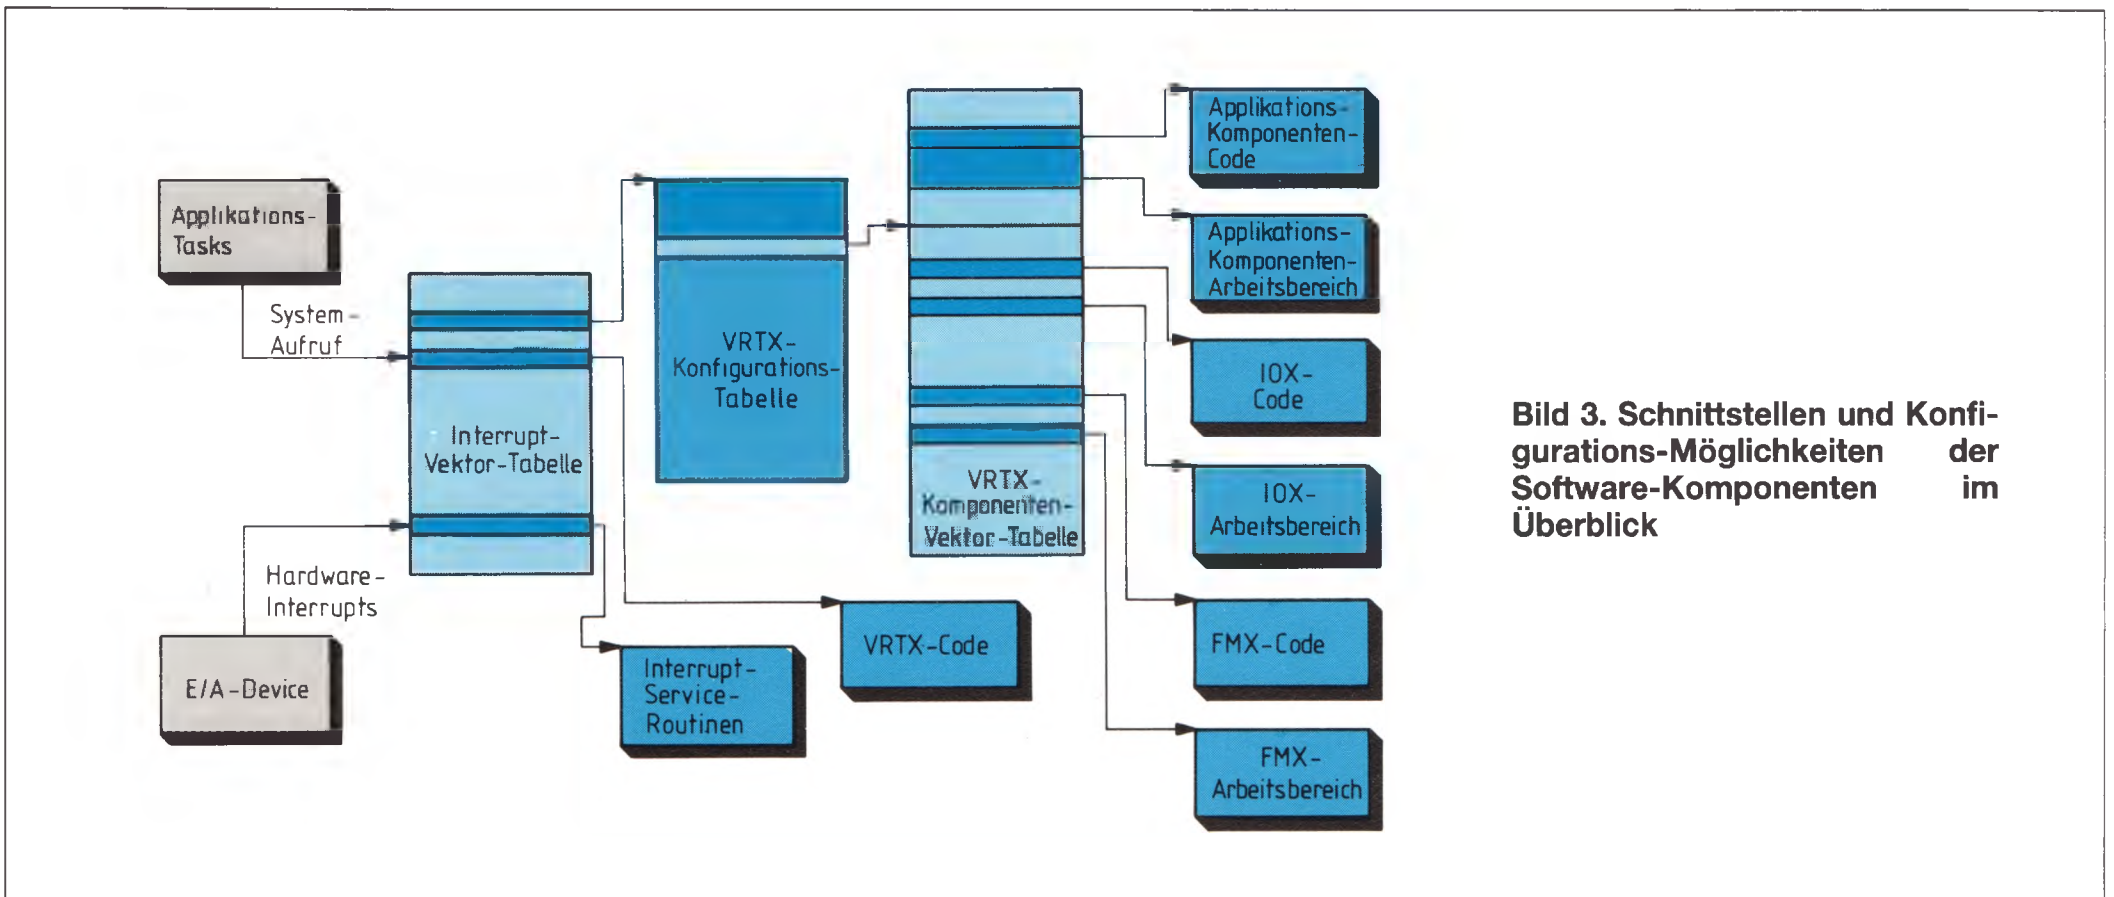 Applikations-
Tasks
System-
Aufruf
Interrupt-
Vektor-Tabelle
Hardware-
Interrupts
E/A-Device
VRTX-
Konfigurations-
Tabelle
Interrupt-
Service-
Routinen
VRTX-Code
VRTX-
Komponenten-
Vektor-Tabelle
Applikations-
Komponenten-
Code
Applikations-
Komponenten-
Arbeitsbereich
IOX-
Code
IOX-
Arbeitsbereich
FMX-Code
FMX-
Arbeitsbereich
Bild 3. Schnittstellen und Konfi-
gurations-Möglichkeiten der
Software-Komponenten im
Überblick